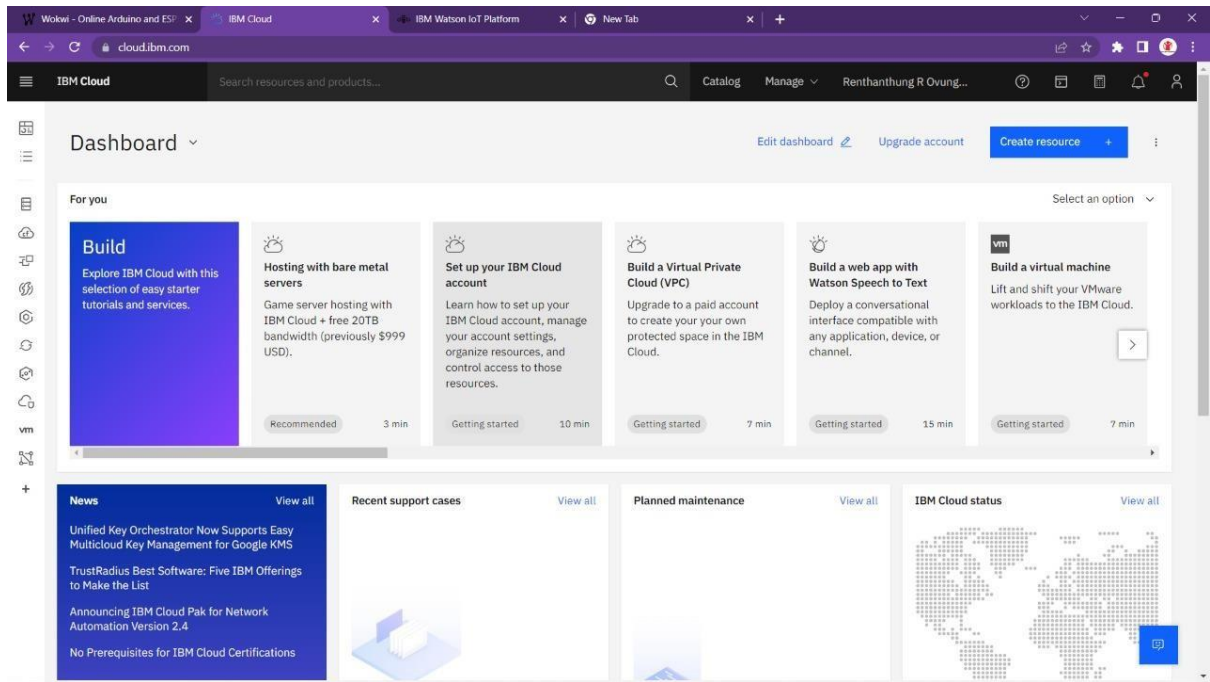 Wokwi - Online Arduino and ESP
IBM Cloud
IBM Watson IoT Platform
New Tab
cloud.ibm.com
IBM Cloud
Search resources and products...
Catalog
Manage
Renthanthung R Ovung...
Dashboard
Edit dashboard
Upgrade account
Create resource +
For you
Select an option
Build
Explore IBM Cloud with this
selection of easy starter
tutorials and services.
Hosting with bare metal
servers
Game server hosting with
IBM Cloud + free 20TB
bandwidth (previously $999
USD).
Recommended
3 min
Set up your IBM Cloud
account
Learn how to set up your
IBM Cloud account, manage
your account settings,
organize resources, and
control access to those
resources.
Getting started
10 min
Build a Virtual Private
Cloud (VPC)
Upgrade to a paid account
to create your your own
protected space in the IBM
Cloud.
Getting started
7 min
Build a web app with
Watson Speech to Text
Deploy a conversational
interface compatible with
any application, device, or
channel.
Getting started
15 min
vm
Build a virtual machine
Lift and shift your VMware
workloads to the IBM Cloud.
Getting started
7 min
vm
News
View all
Unified Key Orchestrator Now Supports Easy
Multicloud Key Management for Google KMS
TrustRadius Best Software: Five IBM Offerings
to Make the List
Announcing IBM Cloud Pak for Network
Automation Version 2.4
No Prerequisites for IBM Cloud Certifications
Recent support cases
View all
Planned maintenance
View all
IBM Cloud status
View all